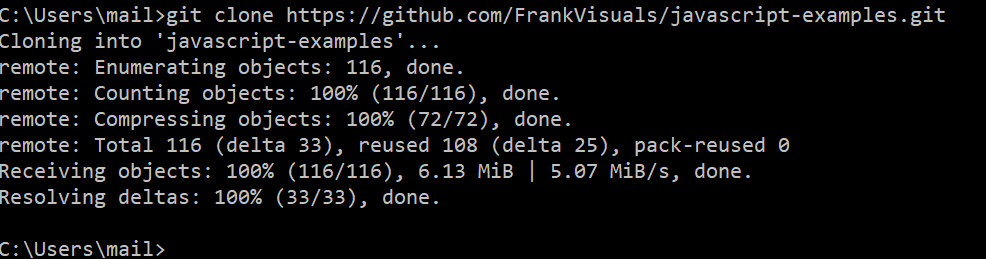 C:\Users\mail>git clone https://github.com/FrankVisuals/javascript-examples.git
Cloning into 'javascript-examples'...
remote: Enumerating objects: 116, done.
remote: Counting objects: 100% (116/116), done.
remote: Compressing objects: 100% (72/72), done.
remote: Total 116 (delta 33), reused 108 (delta 25), pack-reused 0
Receiving objects: 100% (116/116), 6.13 MiB | 5.07 MiB/s, done.
Resolving deltas: 100% (33/33), done.
C:\Users\mail>